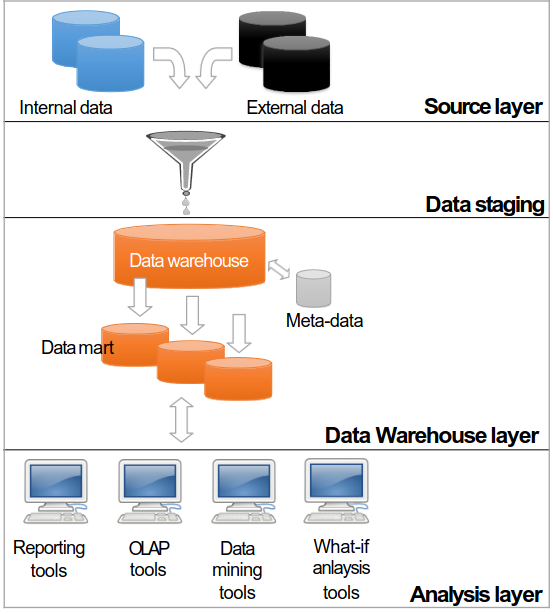 Internal data
External data
Source layer
Data staging
Data warehouse
Meta-data
Data mart
Data Warehouse layer
Reporting
tools
OLAP
tools
Data
mining
tools
What-if
anlaysis
tools
Analysis layer